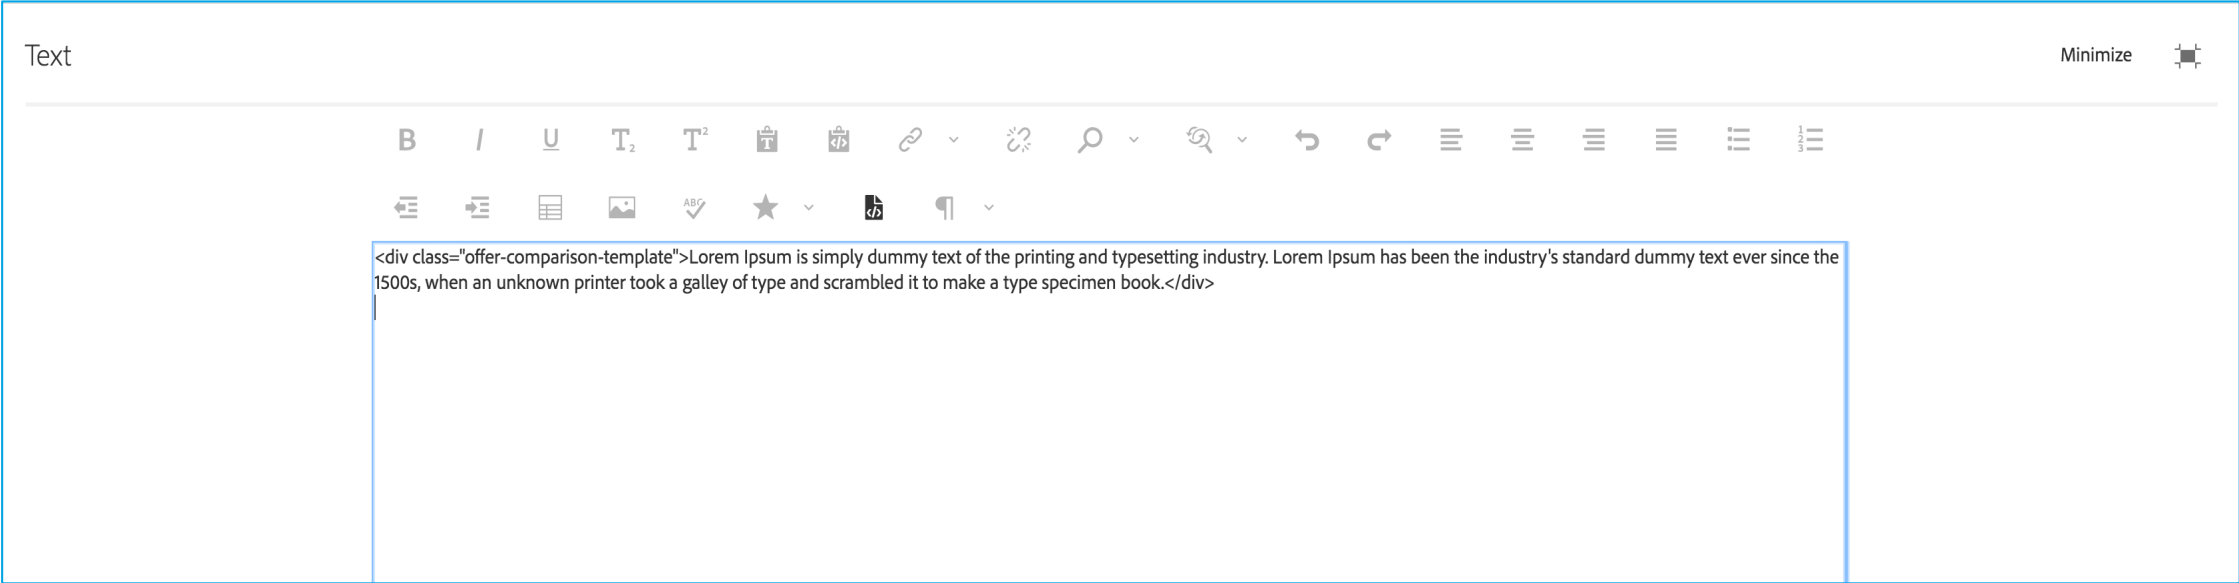 Text
Minimize
B I U T2 T2
<div class="offer-comparison-template">Lorem Ipsum is simply dummy text of the printing and typesetting industry. Lorem Ipsum has been the industry's standard dummy text ever since the
1500s, when an unknown printer took a galley of type and scrambled it to make a type specimen book.</div>